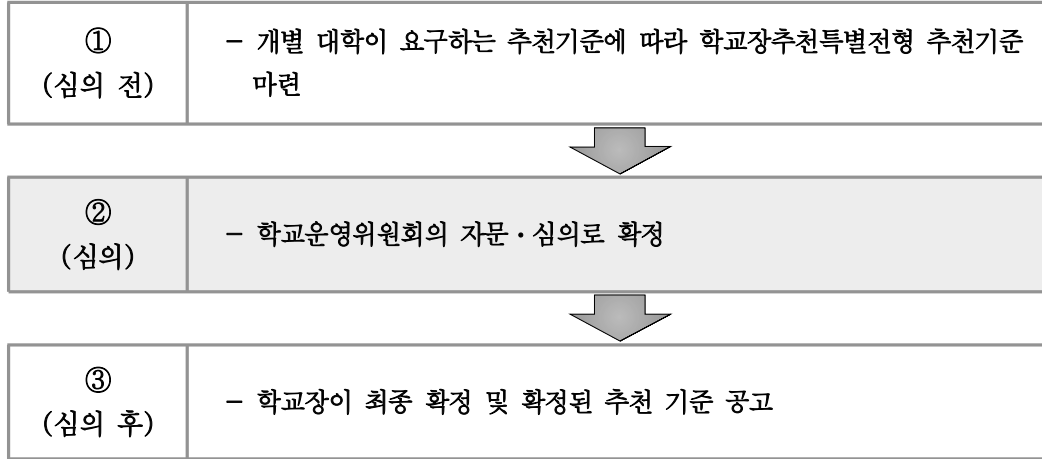 ①
(심의 전)
- 개별 대학이 요구하는 추천기준에 따라 학교장추천특별전형 추천기준
마련
②
(심의)
- 학교운영위원회의 자문·심의로 확정
③
(심의 후)
- 학교장이 최종 확정 및 확정된 추천 기준 공고